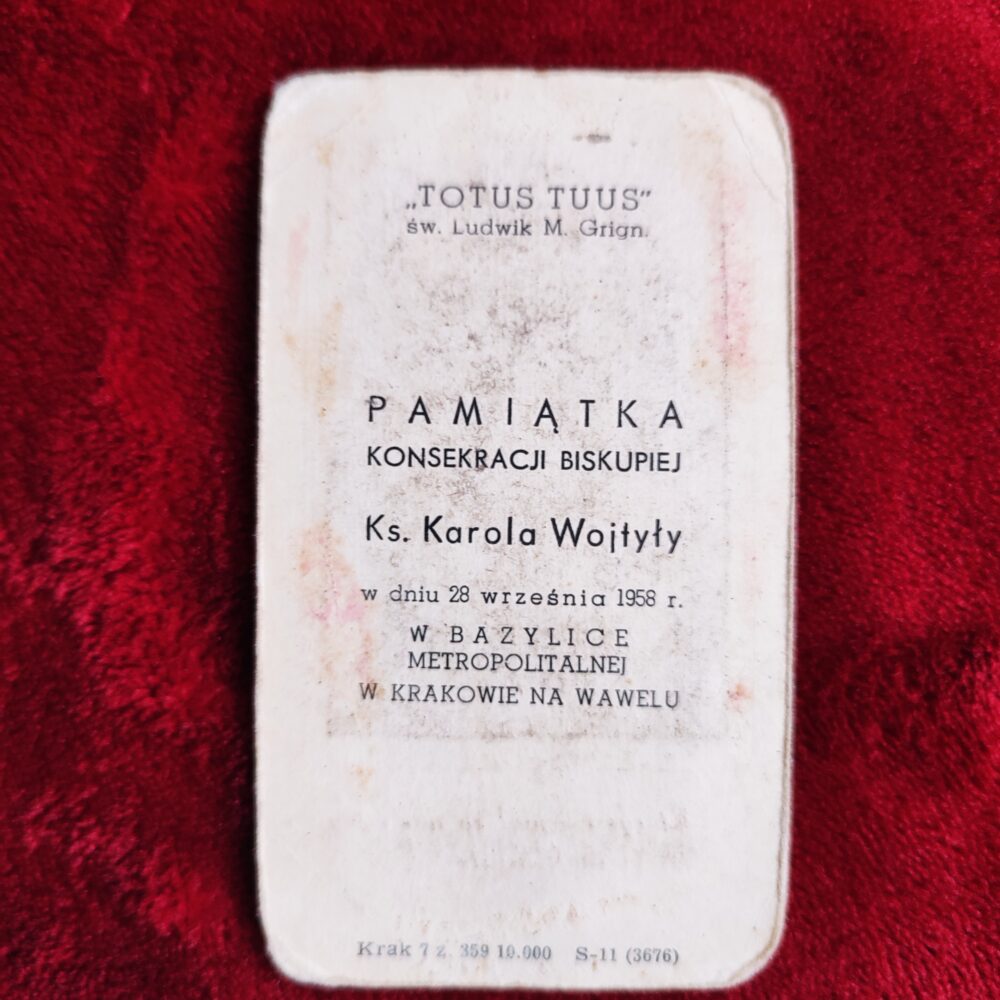 „TOTUS TUUS”
św. Ludwik M. Grign.
PAMIĄTKA
KONSEKRACJI BISKUPIEJ
Ks. Karola Wojtyły
w dniu 28 września 1958 r.
W BAZYLICE
METROPOLITALNEJ
W KRAKOWIE NA WAWELU
Krak 7 z. 359 10.000 S-11 (3676)